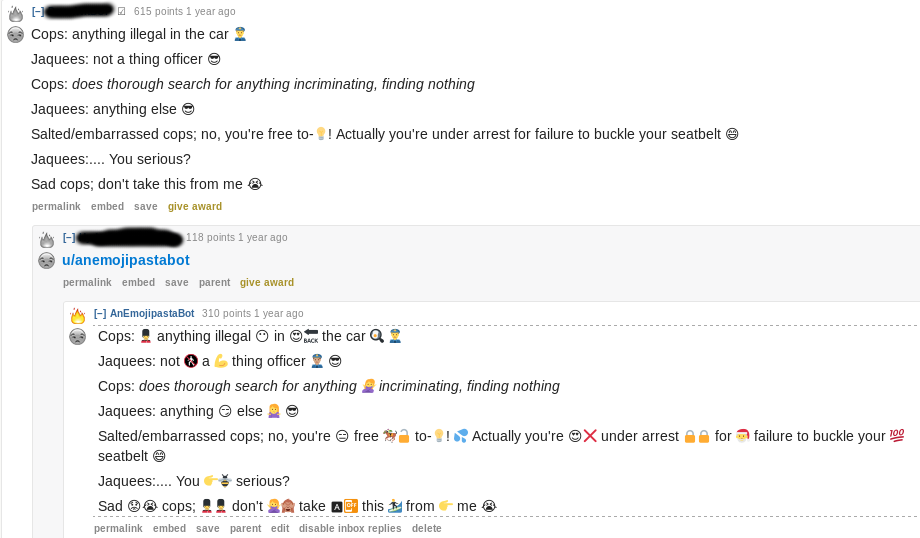 [–] ☑ 615 points 1 year ago
Cops: anything illegal in the car 👮‍♂️
Jaquees: not a thing officer 😎
Cops: does thorough search for anything incriminating, finding nothing
Jaquees: anything else 😎
Salted/embarrassed cops; no, you're free to-💡! Actually you're under arrest for failure to buckle your seatbelt 😄
Jaquees:.... You serious?
Sad cops; don't take this from me 😭
permalink embed save give award
[–] 118 points 1 year ago
u/anemojipastabot
permalink embed save parent give award
[–] AnEmojipastaBot 310 points 1 year ago
Cops: 💂 anything illegal 😶 in 😍🔙 the car 🍳 👮‍♂️
Jaquees: not 🚷 a 💪 thing officer 👮🏽‍♂️ 😎
Cops: does thorough search for anything 🤷‍♀️ incriminating, finding nothing
Jaquees: anything 😏 else 🙎‍♀️ 😎
Salted/embarrassed cops; no, you're 😑 free 🏇🔓 to-💡! 💦 Actually you're 😍❌ under arrest 🔒🔒 for 🎅 failure to buckle your 💯
seatbelt 😄
Jaquees:.... You 👉🐝 serious?
Sad 😟😭 cops; 💂💂 don't 🙅‍♀️🙈 take 🅰📴 this 🏄 from 👉 me 😭
permalink embed save parent edit disable inbox replies delete